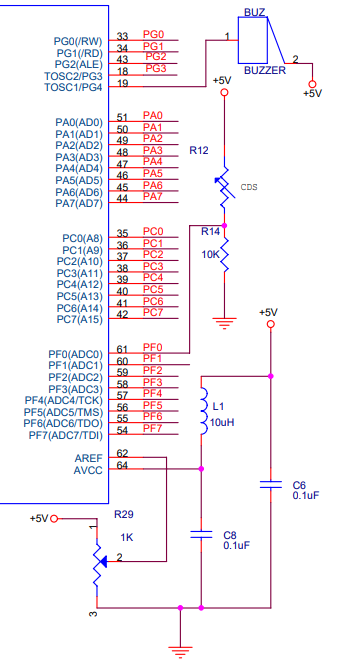 BUZ
1
2
BUZZER
+5V
PG0(/RW) 33 PG0
PG1(/RD) 34 PG1
PG2(ALE) 43 PG2
TOSC2/PG3 18 PG3
TOSC1/PG4 19
+5V
PA0(AD0) 51 PA0
PA1(AD1) 50 PA1
PA2(AD2) 49 PA2
PA3(AD3) 48 PA3
PA4(AD4) 47 PA4
PA5(AD5) 46 PA5
PA6(AD6) 45 PA6
PA7(AD7) 44 PA7
R12
CDS
R14
10K
PC0(A8) 35 PC0
PC1(A9) 36 PC1
PC2(A10) 37 PC2
PC3(A11) 38 PC3
PC4(A12) 39 PC4
PC5(A13) 40 PC5
PC6(A14) 41 PC6
PC7(A15) 42 PC7
+5V
PF0(ADC0) 61 PF0
PF1(ADC1) 60 PF1
PF2(ADC2) 59 PF2
PF3(ADC3) 58 PF3
PF4(ADC4/TCK) 57 PF4
PF5(ADC5/TMS) 56 PF5
PF6(ADC6/TDO) 55 PF6
PF7(ADC7/TDI) 54 PF7
L1
10uH
AREF 62
AVCC 64
C6
0.1uF
R29
+5V
1
1K
2
3
C8
0.1uF